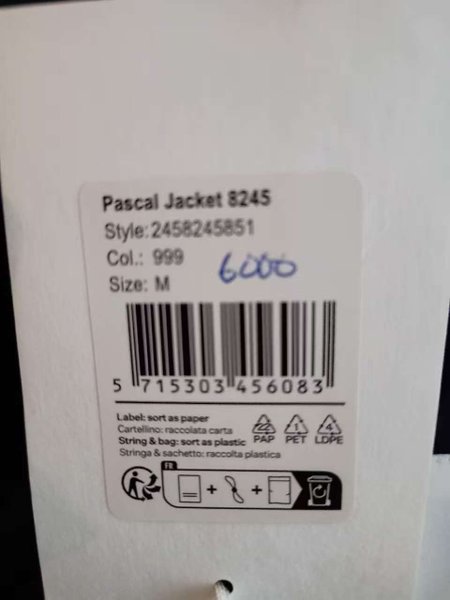 Pascal Jacket 8245
Style: 2458245851
Col.: 999
6000
Size: M
5 715303 456083
Label: sort as paper
Cartellino: raccolata carta
String & bag: sort as plastic
Stringa & sachetto: raccolta plastica
22 1 4
PAP PET LDPE
FR
+ +